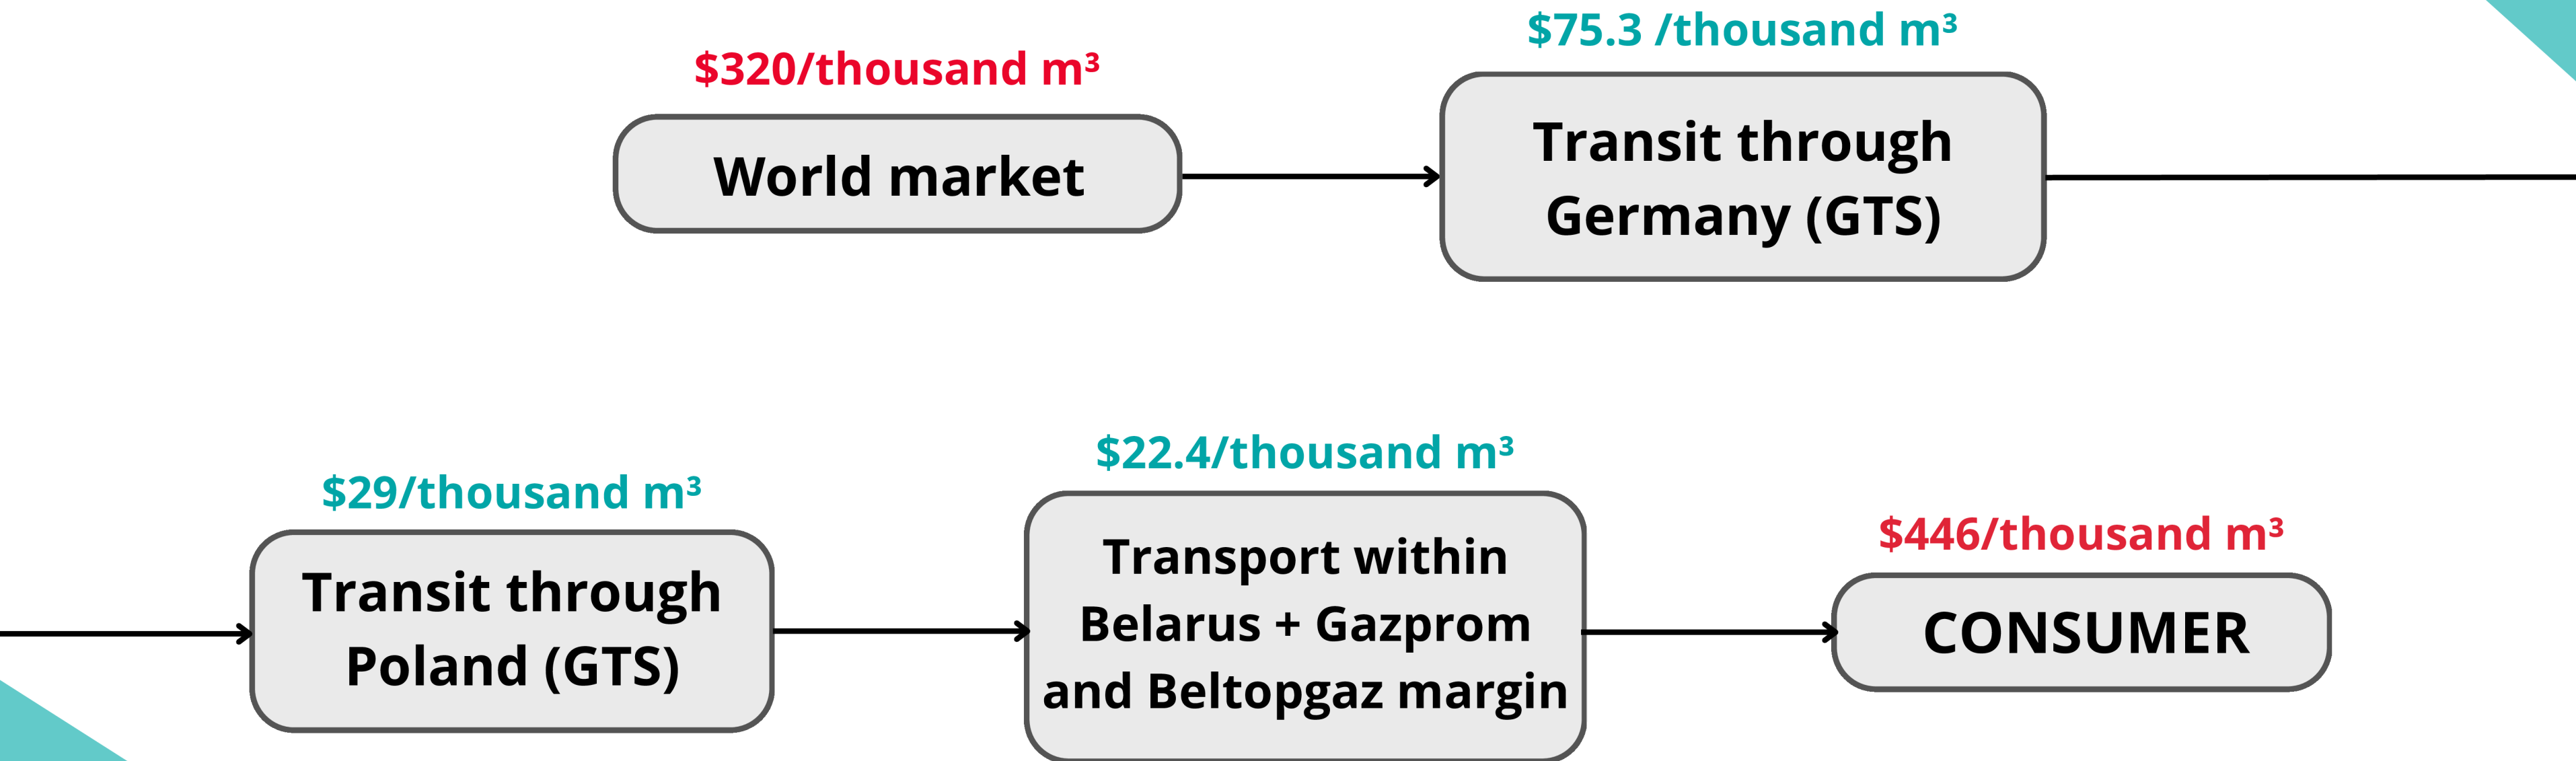 $320/thousand m³
World market
$75.3 /thousand m³
Transit through
Germany (GTS)
$29/thousand m³
Transit through
Poland (GTS)
$22.4/thousand m³
Transport within
Belarus + Gazprom
and Beltopgaz margin
$446/thousand m³
CONSUMER